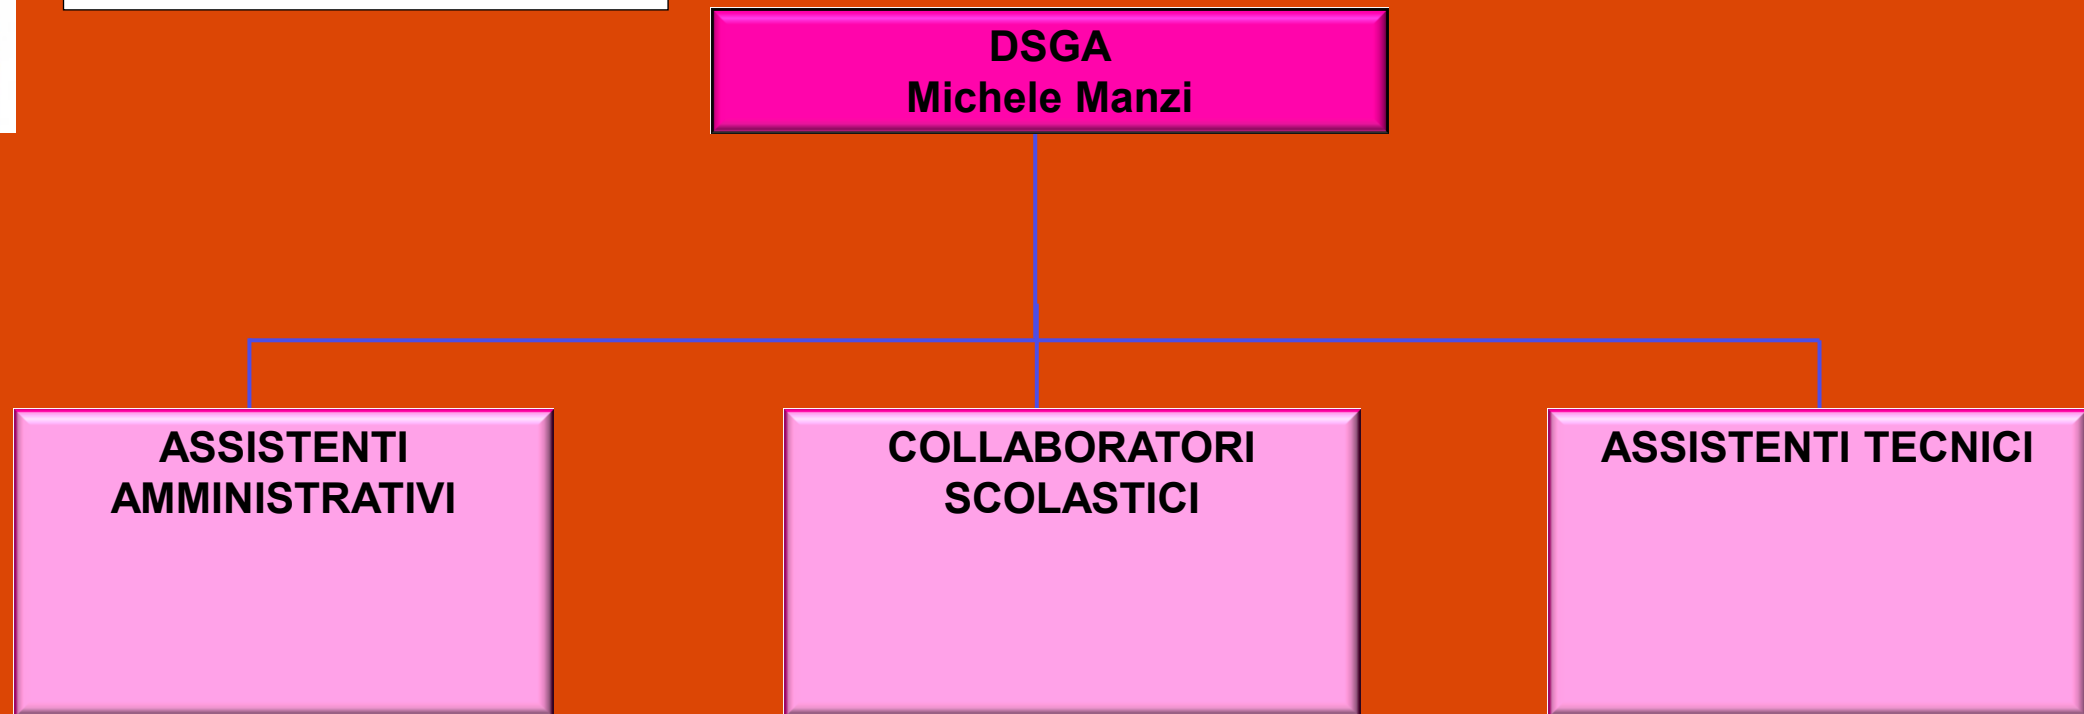 DSGA
Michele Manzi
ASSISTENTI
AMMINISTRATIVI
COLLABORATORI
SCOLASTICI
ASSISTENTI TECNICI